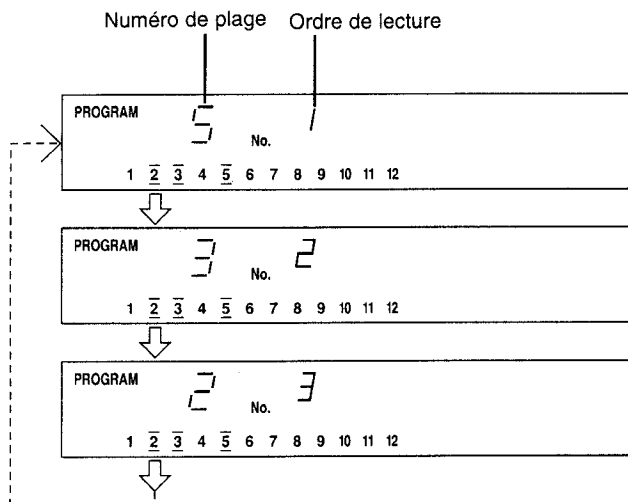 Numéro de plage Ordre de lecture
PROGRAM 5 No. 1
1 2 3 4 5 6 7 8 9 10 11 12
PROGRAM 3 No. 2
1 2 3 4 5 6 7 8 9 10 11 12
PROGRAM 2 No. 3
1 2 3 4 5 6 7 8 9 10 11 12